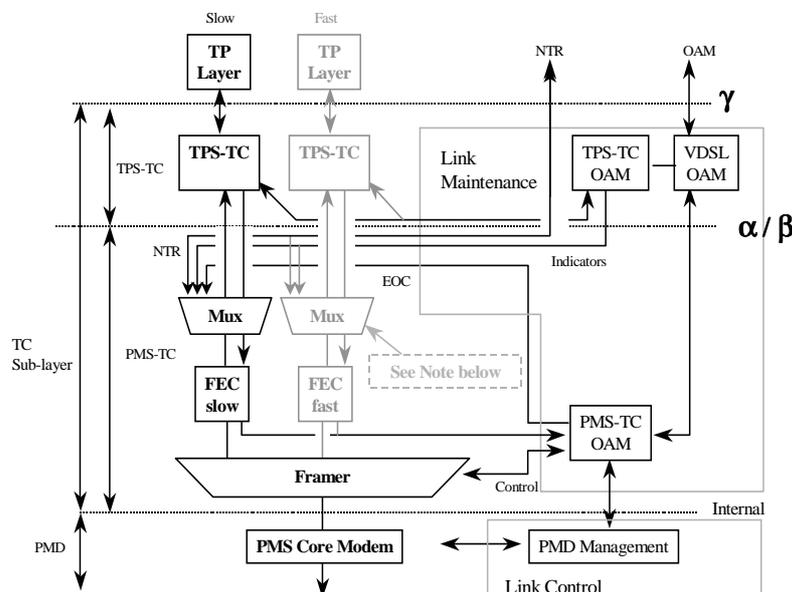 Slow
Fast
NTR
OAM
TP
Layer
TP
Layer
γ
TPS-TC
TPS-TC
TPS-TC
Link
Maintenance
TPS-TC
OAM
VDSL
OAM
α / β
NTR
Indicators
EOC
Mux
Mux
TC
Sub-layer
PMS-TC
See Note below
FEC
slow
FEC
fast
PMS-TC
OAM
Framer
Control
Internal
PMD
PMS Core Modem
PMD Management
Link Control